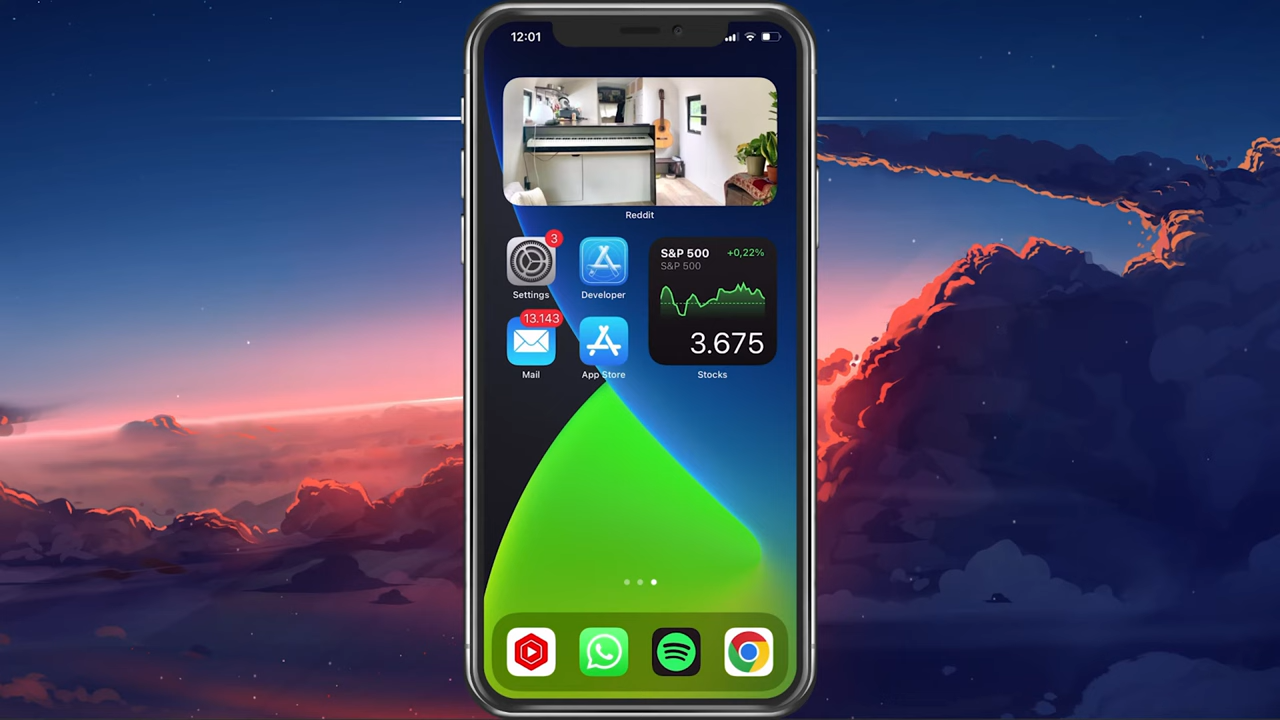 12:01
Reddit
3
Settings
Developer
S&P 500 +0,22%
S&P 500
3.675
Stocks
13.143
Mail
App Store